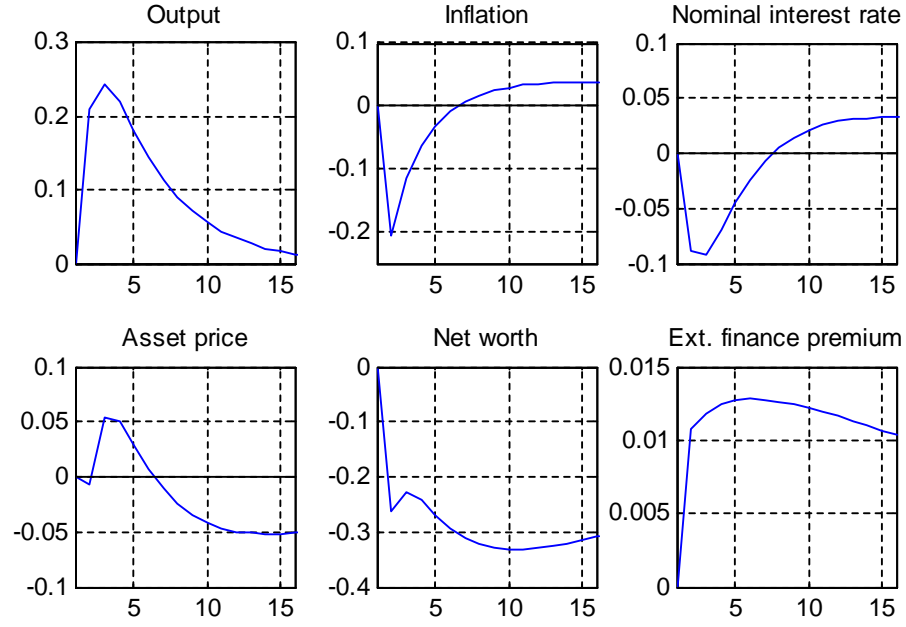 Output
0.3
0.2
0.1
0
5 10 15
Inflation
0.1
0
-0.1
-0.2
5 10 15
Nominal interest rate
0.1
0.05
0
-0.05
-0.1
5 10 15
Asset price
0.1
0.05
0
-0.05
-0.1
5 10 15
Net worth
0
-0.1
-0.2
-0.3
-0.4
5 10 15
Ext. finance premium
0.015
0.01
0.005
0
5 10 15